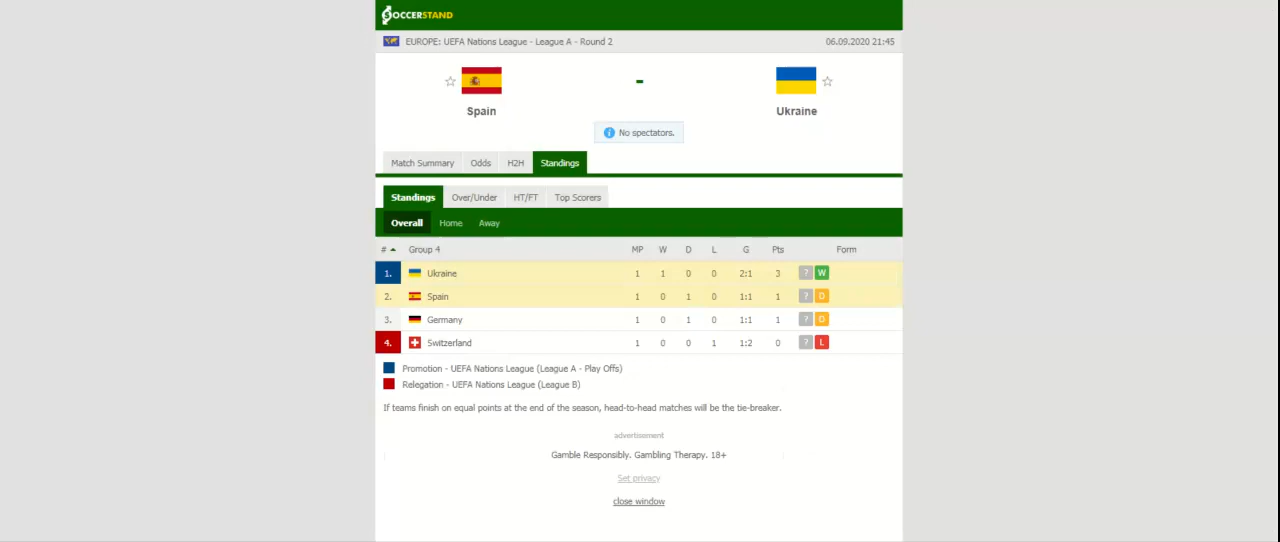 SOCCERSTAND
EUROPE: UEFA Nations League - League A - Round 2 06.09.2020 21:45
-
Spain Ukraine
No spectators.
Match Summary Odds H2H Standings
Standings Over/Under HT/FT Top Scorers
Overall Home Away
# Group 4 MP W D L G Pts Form
1. Ukraine 1 1 0 0 2:1 3 ? W
2. Spain 1 0 1 0 1:1 1 ? D
3. Germany 1 0 1 0 1:1 1 ? D
4. Switzerland 1 0 0 1 1:2 0 ? L
Promotion - UEFA Nations League (League A - Play Offs)
Relegation - UEFA Nations League (League B)
If teams finish on equal points at the end of the season, head-to-head matches will be the tie-breaker.
advertisement
Gamble Responsibly. Gambling Therapy. 18+
Set privacy
close window